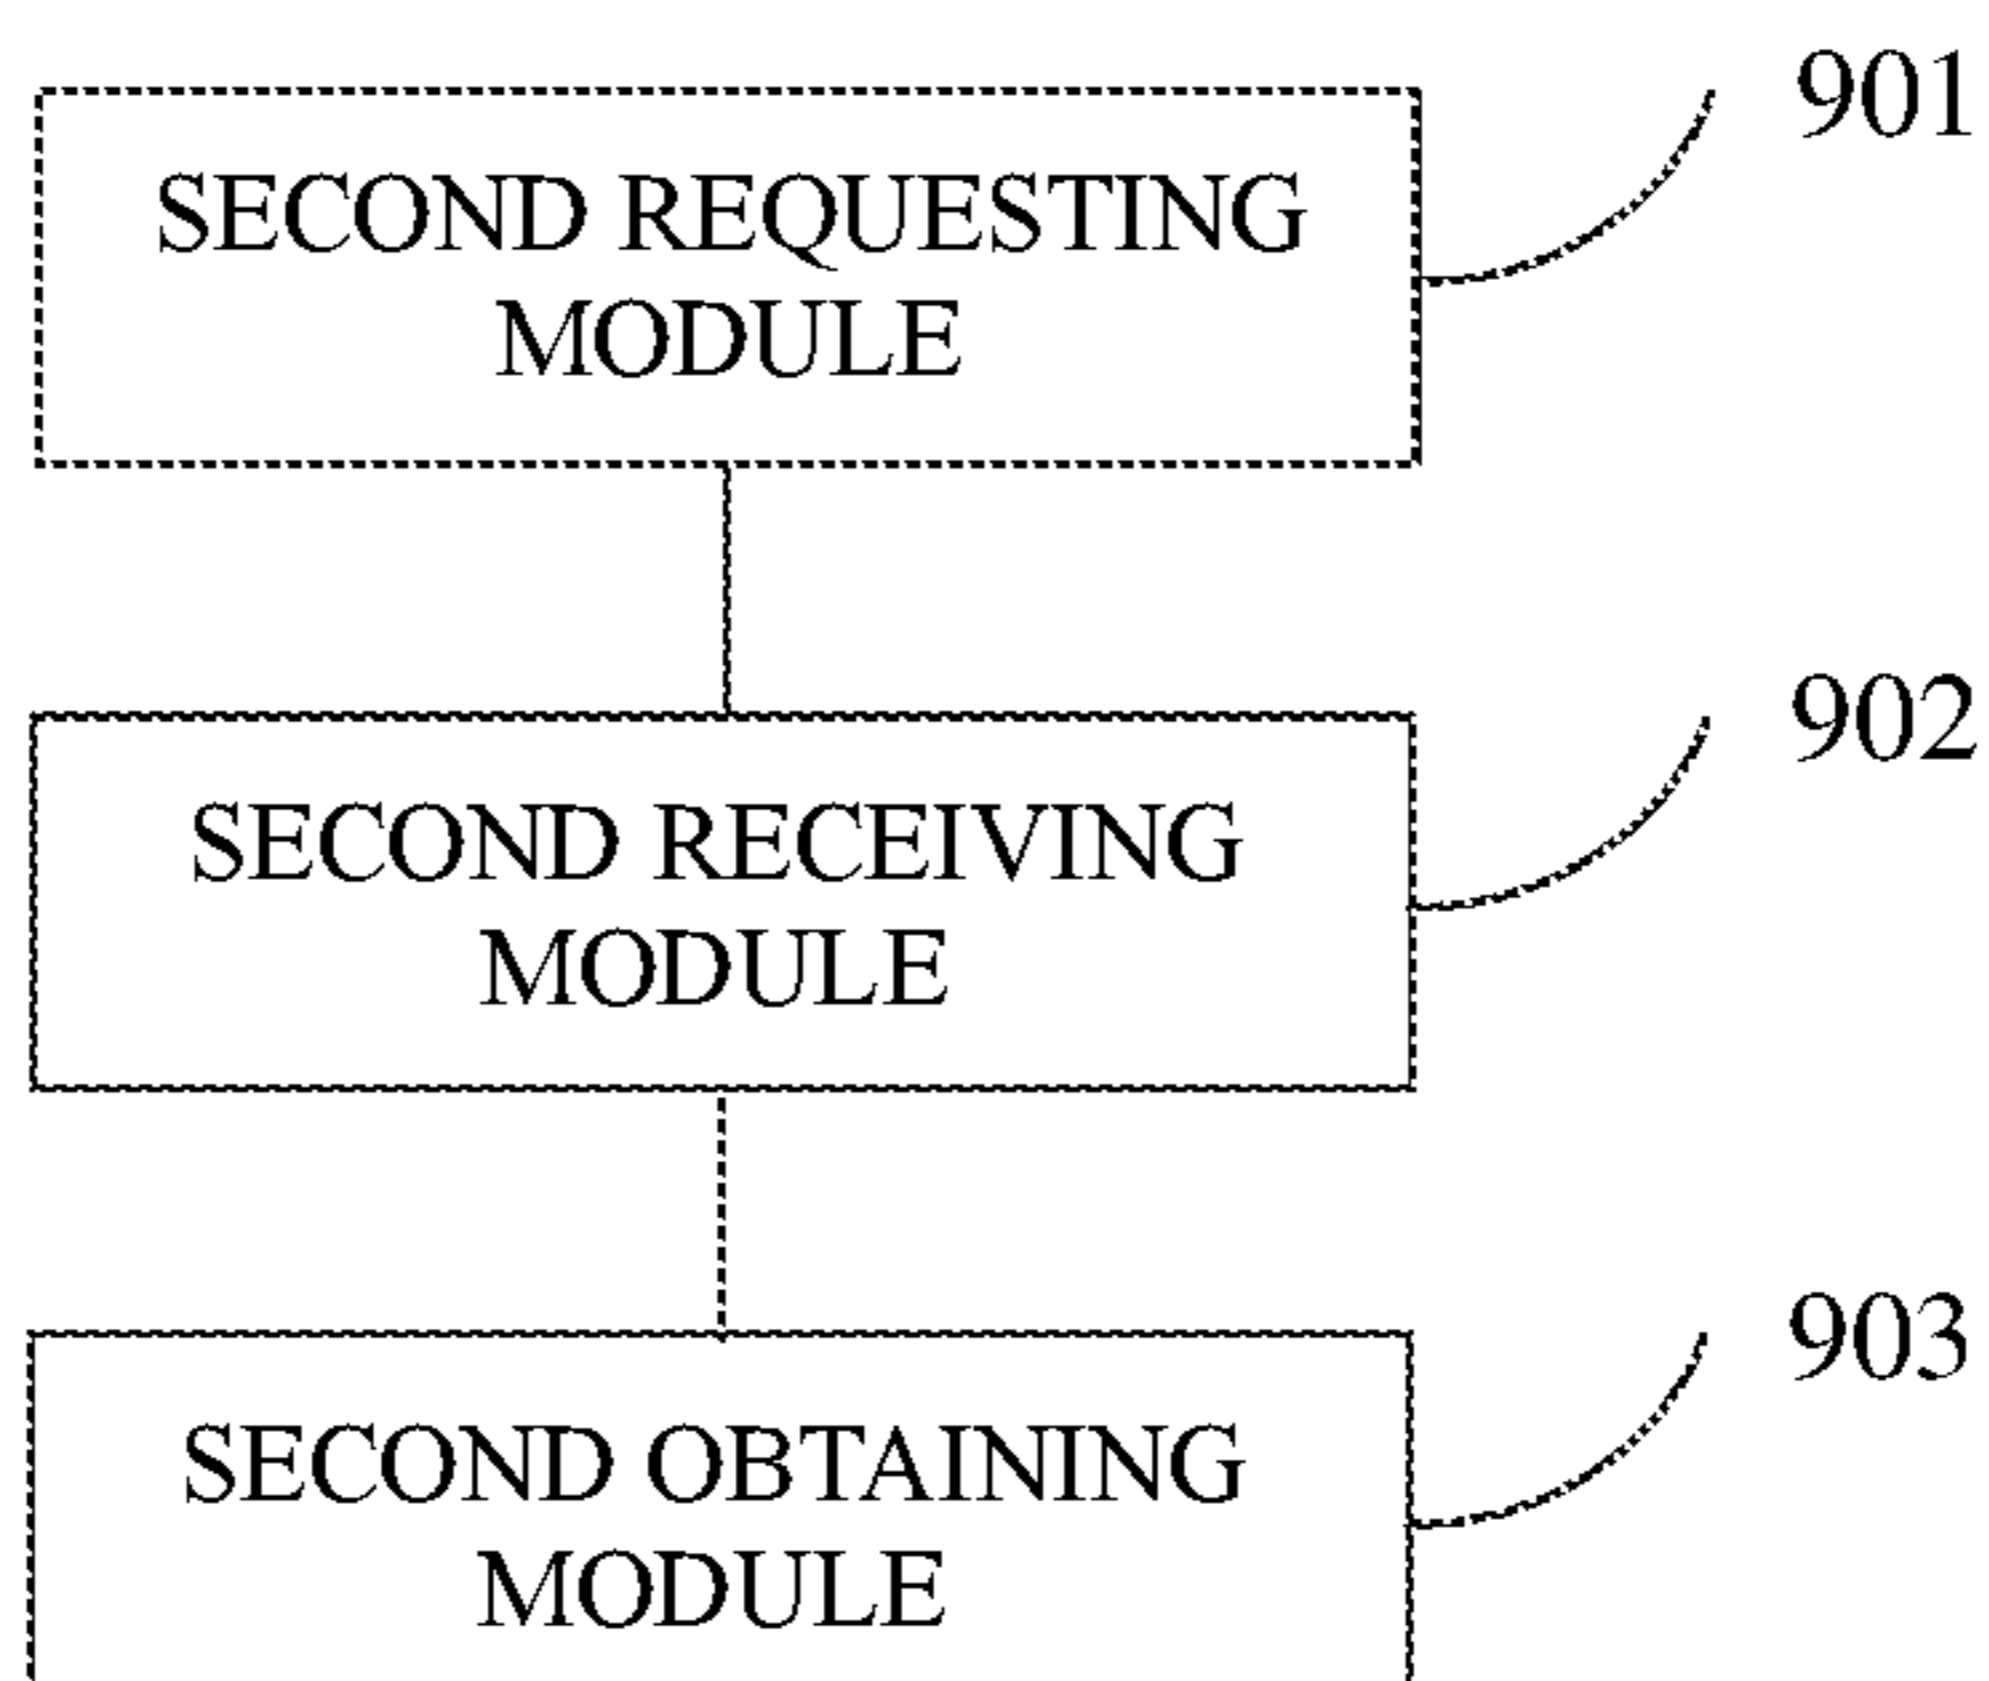 901
SECOND REQUESTING
MODULE
902
SECOND RECEIVING
MODULE
903
SECOND OBTAINING
MODULE